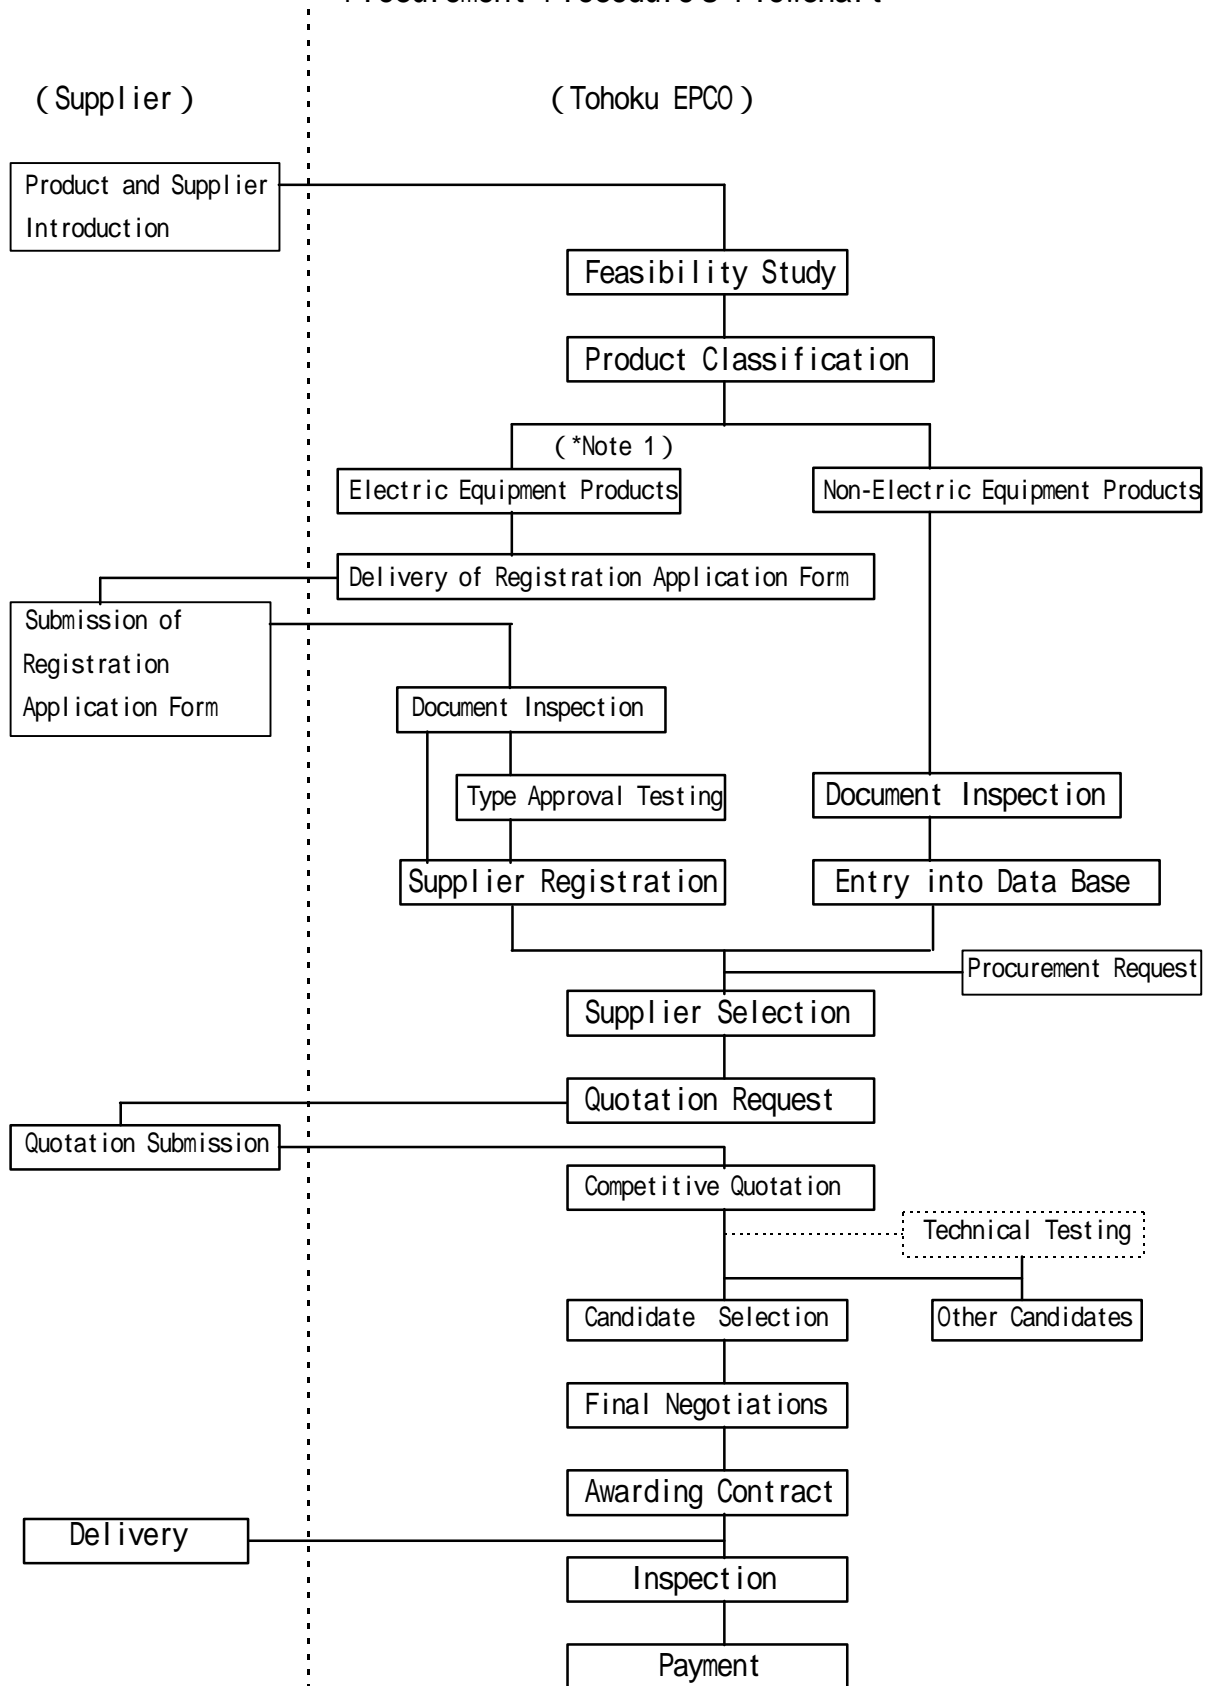 (Supplier)
(Tohoku EPCO)
Product and Supplier
Introduction
Feasibility Study
Product Classification
(*Note 1)
Electric Equipment Products
Non-Electric Equipment Products
Delivery of Registration Application Form
Submission of
Registration
Application Form
Document Inspection
Type Approval Testing
Document Inspection
Supplier Registration
Entry into Data Base
Procurement Request
Supplier Selection
Quotation Request
Quotation Submission
Competitive Quotation
Technical Testing
Candidate Selection
Other Candidates
Final Negotiations
Awarding Contract
Delivery
Inspection
Payment